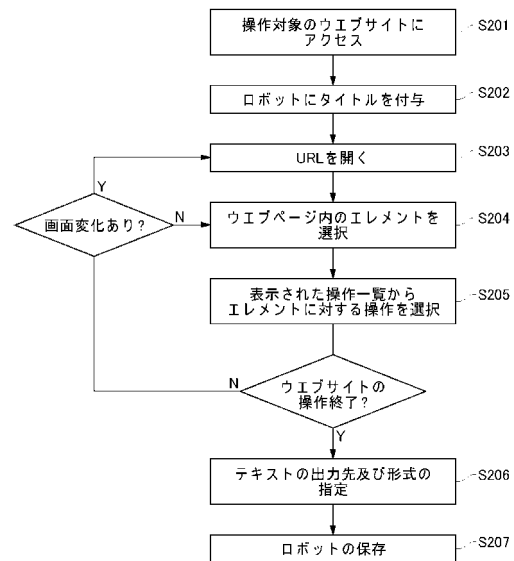 操作対象のウエブサイトに
アクセス
S201
ロボットにタイトルを付与
S202
URLを開く
S203
Y
画面変化あり?
N
ウエブページ内のエレメントを
選択
S204
表示された操作一覧から
エレメントに対する操作を選択
S205
N
ウエブサイトの
操作終了?
Y
テキストの出力先及び形式の
指定
S206
ロボットの保存
S207